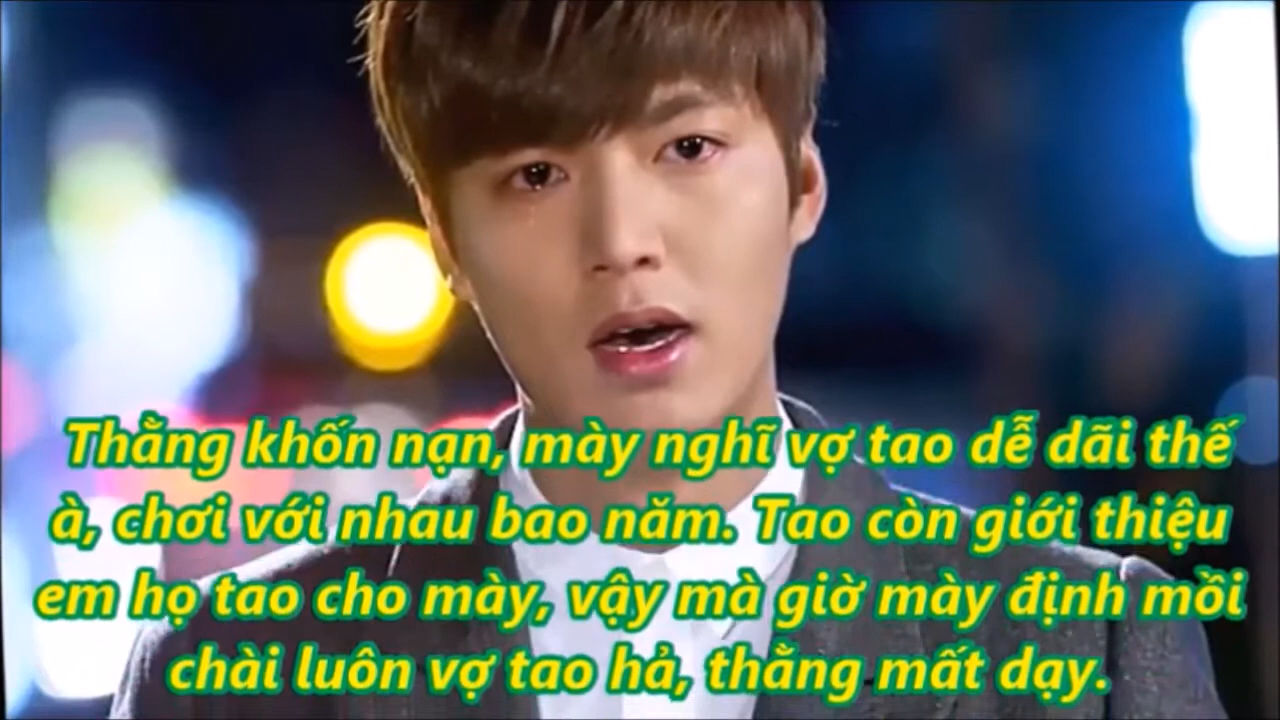 Thằng khốn nạn, mày nghĩ vợ tao dễ dãi thế
à, chơi với nhau bao năm. Tao còn giới thiệu
em họ tao cho mày, vậy mà giờ mày định mồi
chài luôn vợ tao hả, thằng mất dạy.